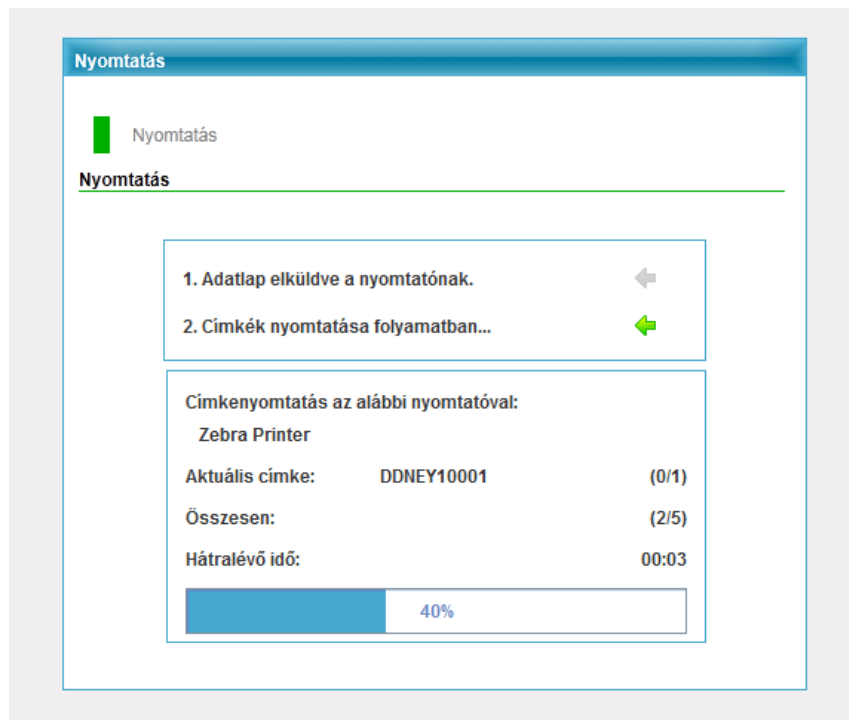 Nyomtatás
Nyomtatás
Nyomtatás
1. Adatlap elküldve a nyomtatónak.
2. Címkék nyomtatása folyamatban...
Címkenyomtatás az alábbi nyomtatóval:
Zebra Printer
Aktuális címke: DDNEY10001 (0/1)
Összesen: (2/5)
Hátralévő idő: 00:03
40%